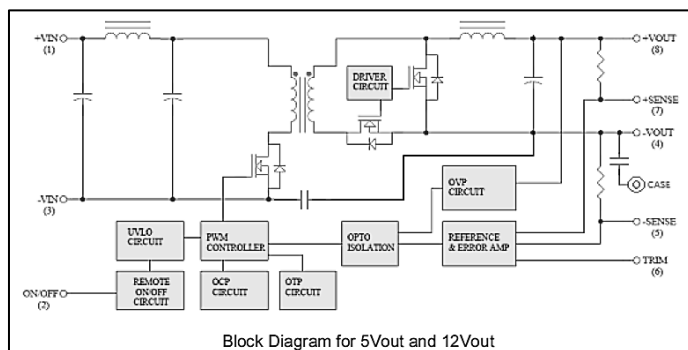 +VIN
(1)
+VOUT
(8)
DRIVER
CIRCUIT
+SENSE
(7)
-VOUT
(4)
-VIN
(3)
OVP
CIRCUIT
CASE
UVLO
CIRCUIT
PWM
CONTROLLER
OPTO
ISOLATION
REFERENCE
& ERROR AMP
-SENSE
(5)
TRIM
(6)
ON/OFF
(2)
REMOTE
ON/OFF
CIRCUIT
OCP
CIRCUIT
OTP
CIRCUIT
Block Diagram for 5Vout and 12Vout